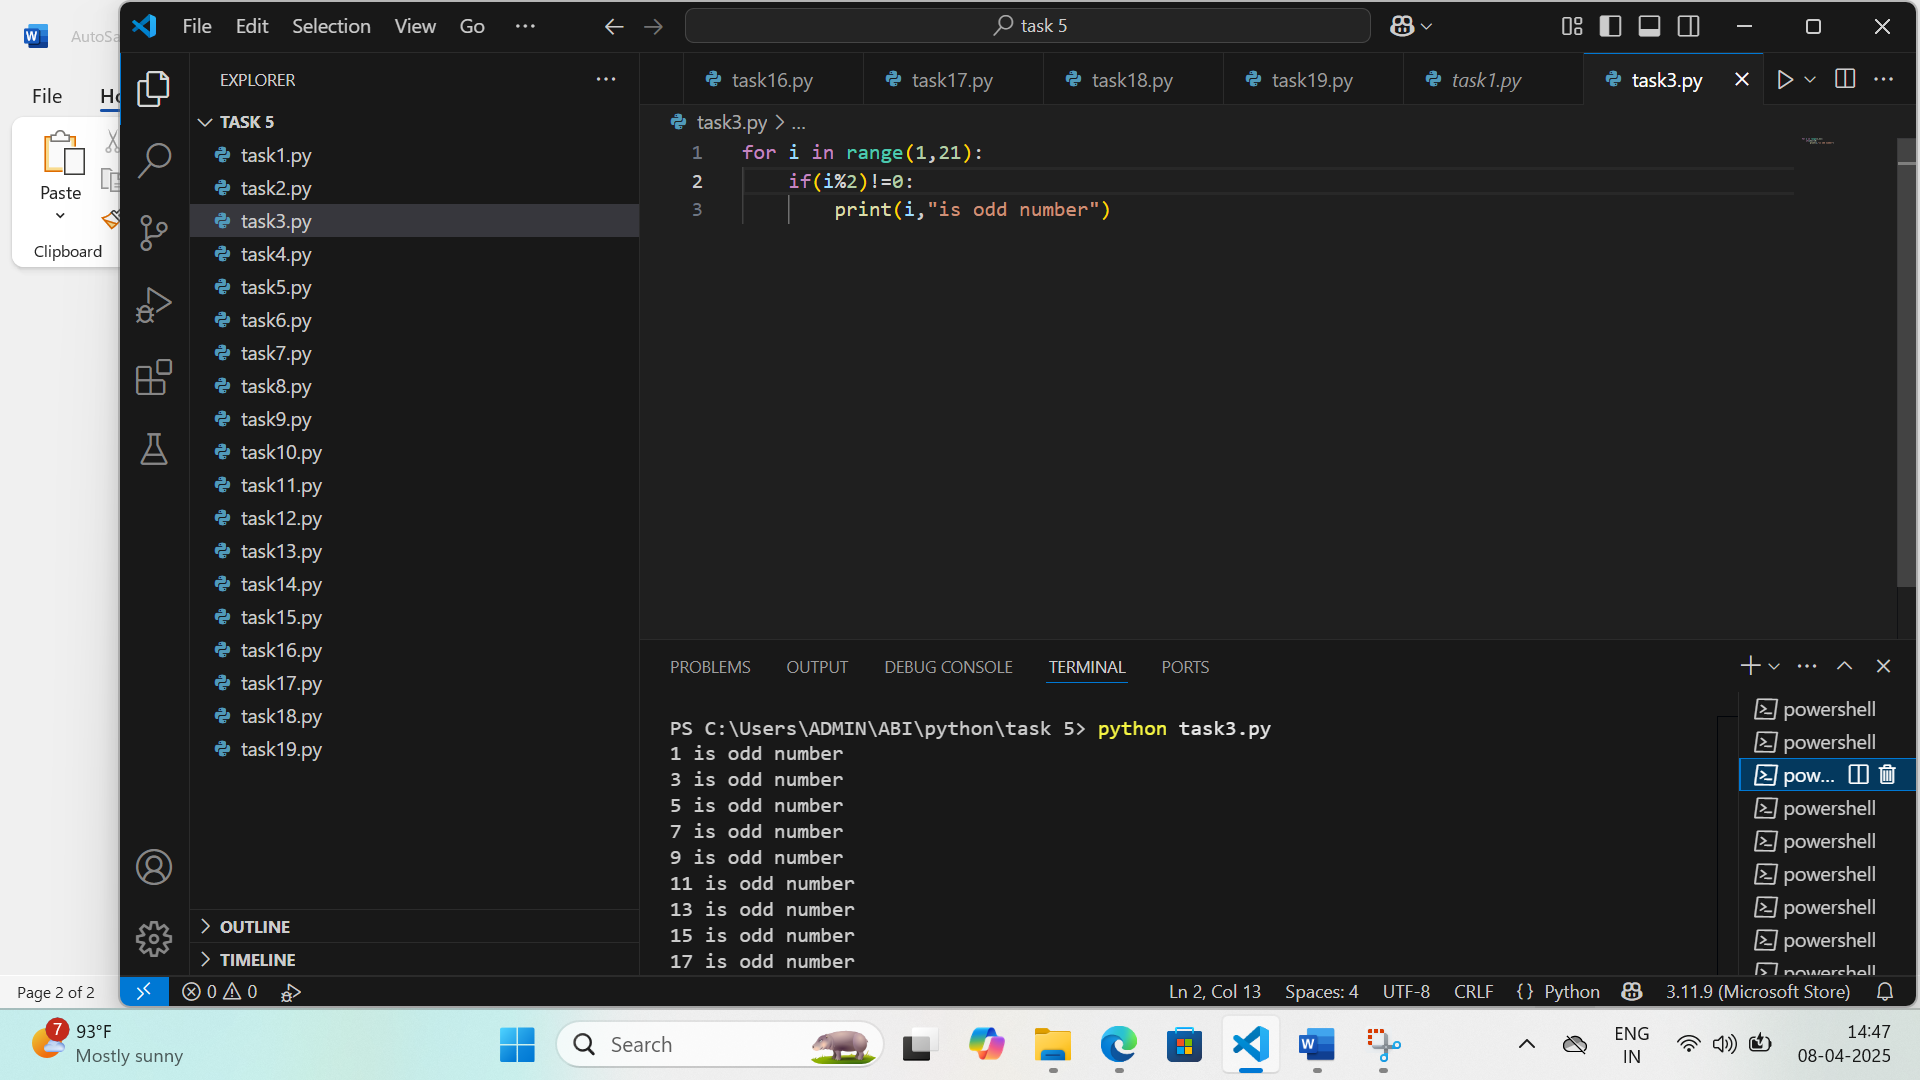 AutoSa
File
Ho
Paste
Clipboard
Page 2 of 2
File Edit Selection View Go ···
task 5
EXPLORER
TASK 5
task1.py
task2.py
task3.py
task4.py
task5.py
task6.py
task7.py
task8.py
task9.py
task10.py
task11.py
task12.py
task13.py
task14.py
task15.py
task16.py
task17.py
task18.py
task19.py
OUTLINE
TIMELINE
task16.py task17.py task18.py task19.py task1.py task3.py
task3.py > ...
1 for i in range(1,21):
2     if(i%2)!=0:
3         print(i,"is odd number")
PROBLEMS OUTPUT DEBUG CONSOLE TERMINAL PORTS
PS C:\Users\ADMIN\ABI\python\task 5> python task3.py
1 is odd number
3 is odd number
5 is odd number
7 is odd number
9 is odd number
11 is odd number
13 is odd number
15 is odd number
17 is odd number
powershell
powershell
pow...
powershell
powershell
powershell
powershell
powershell
powershell
0 0
Ln 2, Col 13 Spaces: 4 UTF-8 CRLF {} Python 3.11.9 (Microsoft Store)
7
93°F
Mostly sunny
Search
ENG
IN
14:47
08-04-2025